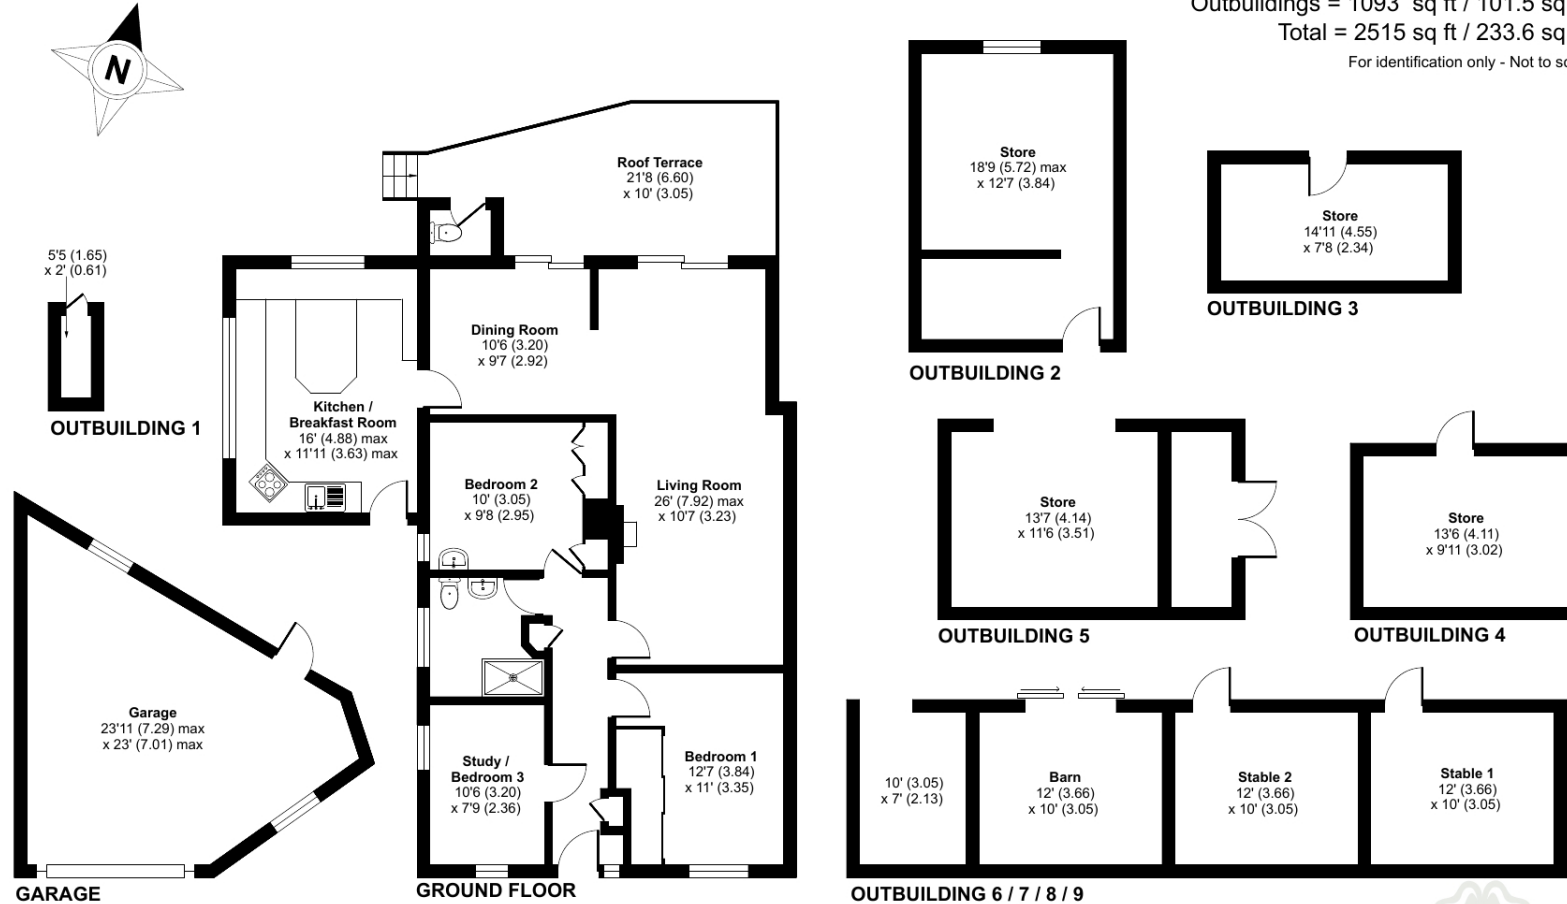 Outbuildings = 1093 sq ft / 101.5 sq
Total = 2515 sq ft / 233.6 sq
For identification only - Not to sc
N
Roof Terrace
21'8 (6.60)
x 10' (3.05)
5'5 (1.65)
x 2' (0.61)
OUTBUILDING 1
Dining Room
10'6 (3.20)
x 9'7 (2.92)
Kitchen /
Breakfast Room
16' (4.88) max
x 11'11 (3.63) max
Bedroom 2
10' (3.05)
x 9'8 (2.95)
Living Room
26' (7.92) max
x 10'7 (3.23)
Garage
23'11 (7.29) max
x 23' (7.01) max
GARAGE
Study /
Bedroom 3
10'6 (3.20)
x 7'9 (2.36)
Bedroom 1
12'7 (3.84)
x 11' (3.35)
GROUND FLOOR
Store
18'9 (5.72) max
x 12'7 (3.84)
OUTBUILDING 2
Store
14'11 (4.55)
x 7'8 (2.34)
OUTBUILDING 3
Store
13'7 (4.14)
x 11'6 (3.51)
OUTBUILDING 5
Store
13'6 (4.11)
x 9'11 (3.02)
OUTBUILDING 4
10' (3.05)
x 7' (2.13)
Barn
12' (3.66)
x 10' (3.05)
Stable 2
12' (3.66)
x 10' (3.05)
Stable 1
12' (3.66)
x 10' (3.05)
OUTBUILDING 6 / 7 / 8 / 9